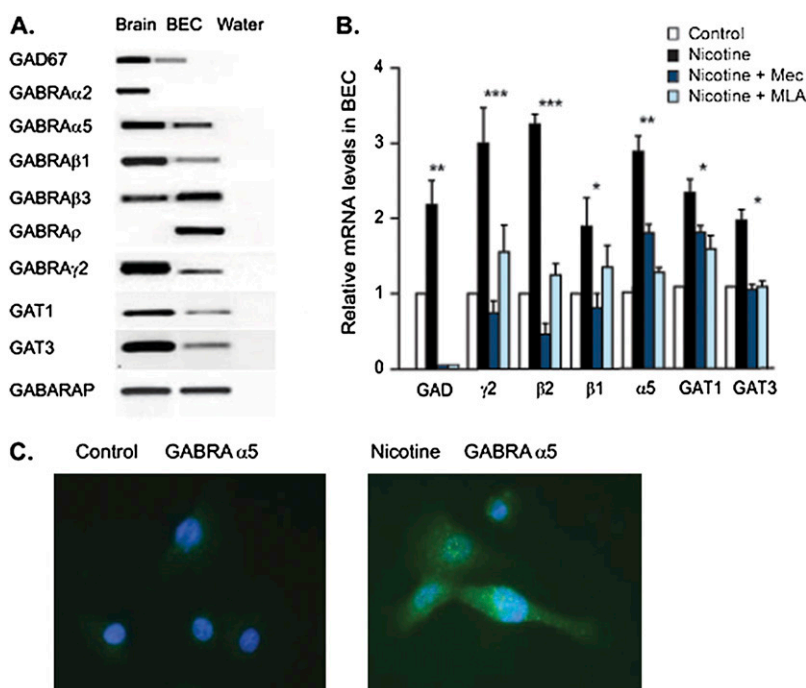 A.
Brain BEC Water
GAD67
GABRAα2
GABRAα5
GABRAβ1
GABRAβ3
GABRAρ
GABRAγ2
GAT1
GAT3
GABARAP
B.
Control
Nicotine
Nicotine + Mec
Nicotine + MLA
Relative mRNA levels in BEC
4
3
2
1
0
** *** *** * ** * *
GAD γ2 β2 β1 α5 GAT1 GAT3
C.
Control GABRA α5
Nicotine GABRA α5